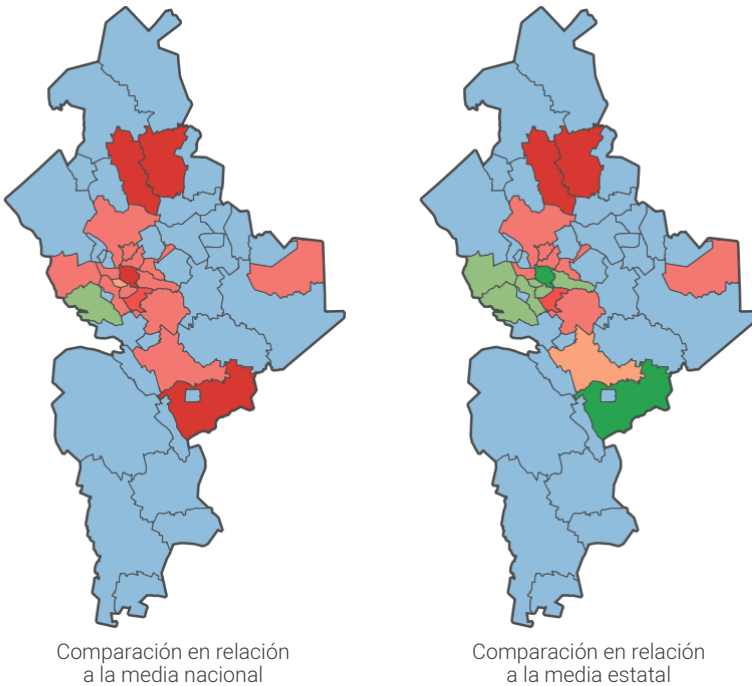 Comparación en relación
a la media nacional
Comparación en relación
a la media estatal